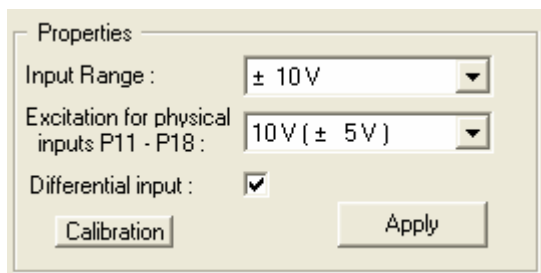 Properties
Input Range : ± 10V
Excitation for physical
inputs P11 - P18 : 10V(± 5V)
Differential input :
Calibration Apply